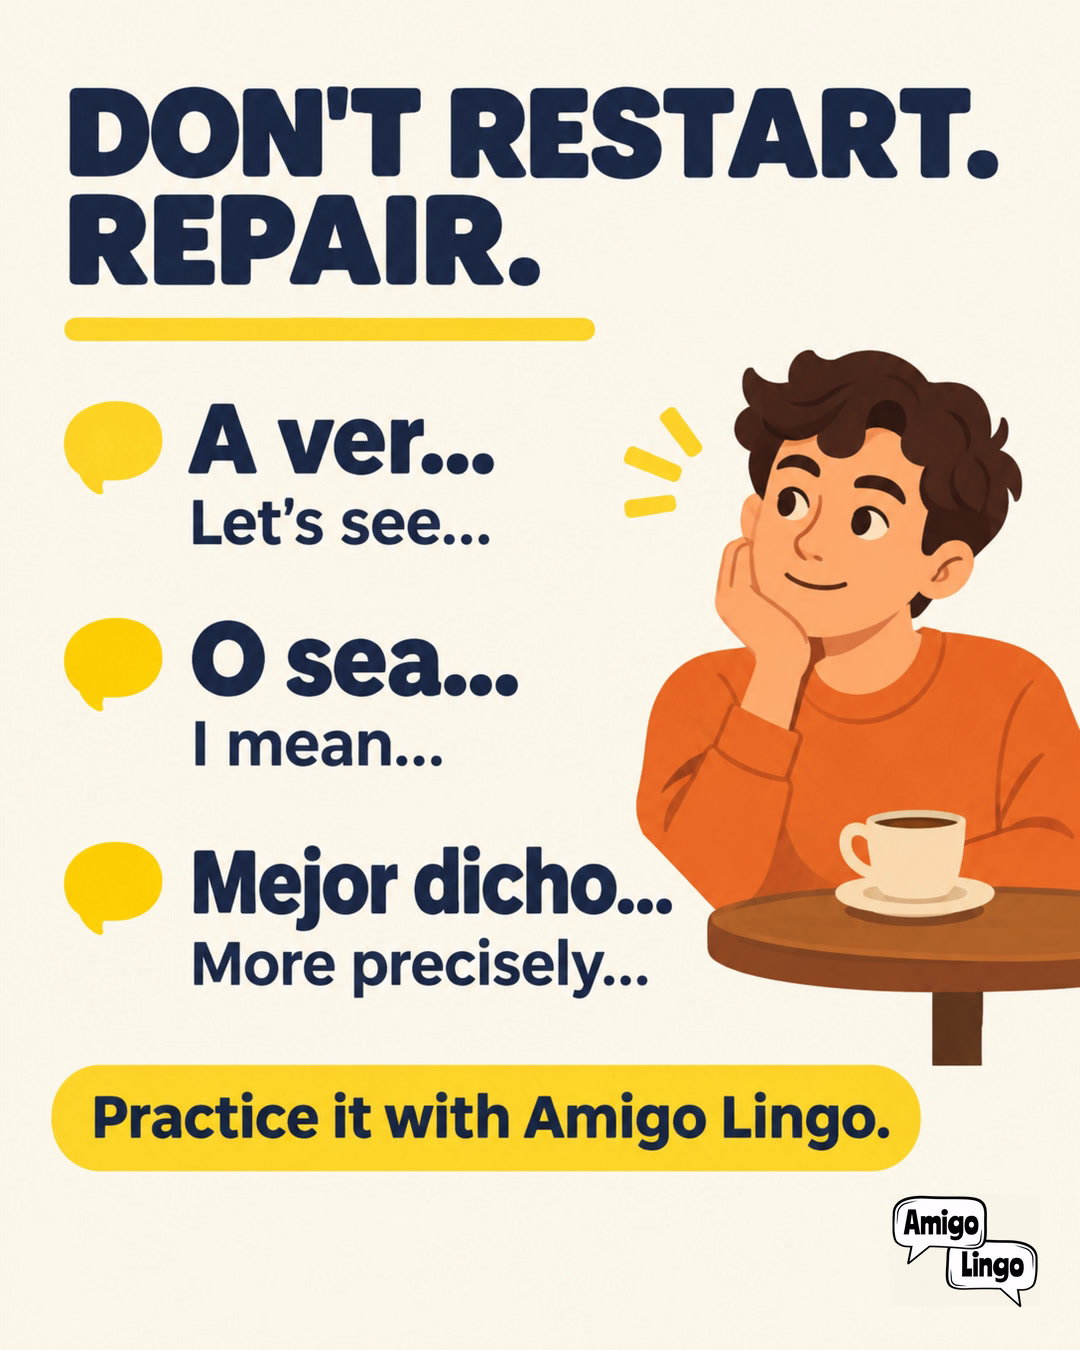 DON'T RESTART.
REPAIR.
A ver...
Let’s see...
O sea...
I mean...
Mejor dicho...
More precisely...
Practice it with Amigo Lingo.
Amigo
Lingo